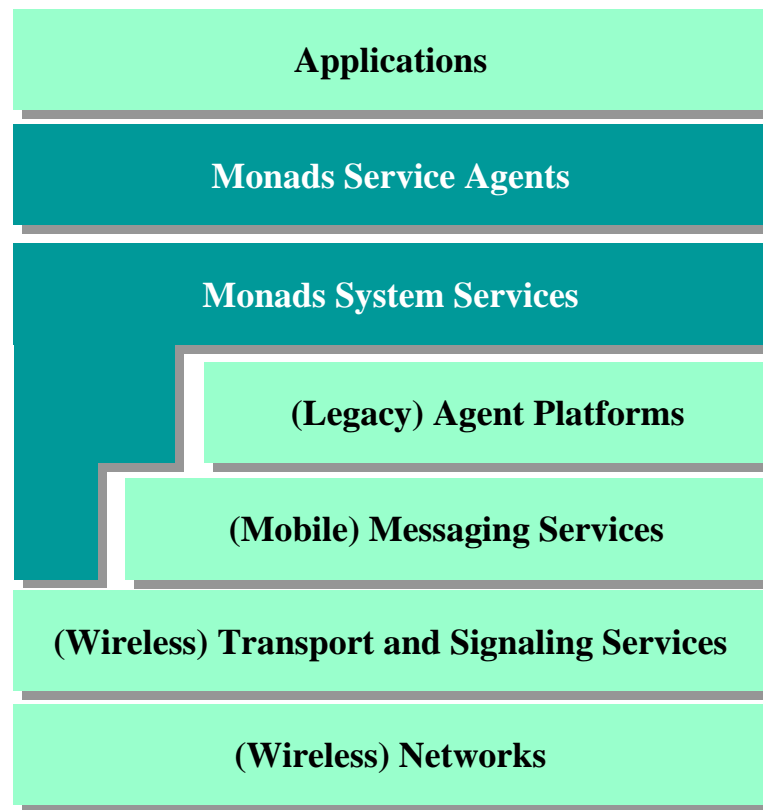 Applications
Monads Service Agents
Monads System Services
(Legacy) Agent Platforms
(Mobile) Messaging Services
(Wireless) Transport and Signaling Services
(Wireless) Networks